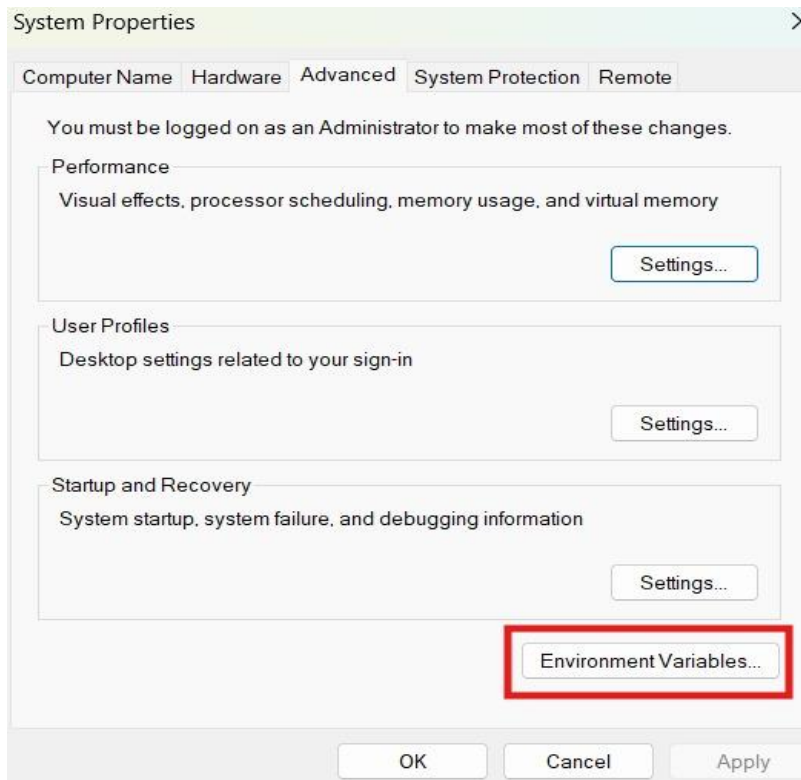 System Properties
Computer Name Hardware Advanced System Protection Remote
You must be logged on as an Administrator to make most of these changes.
Performance
Visual effects, processor scheduling, memory usage, and virtual memory
Settings...
User Profiles
Desktop settings related to your sign-in
Settings...
Startup and Recovery
System startup, system failure, and debugging information
Settings...
Environment Variables...
OK Cancel Apply